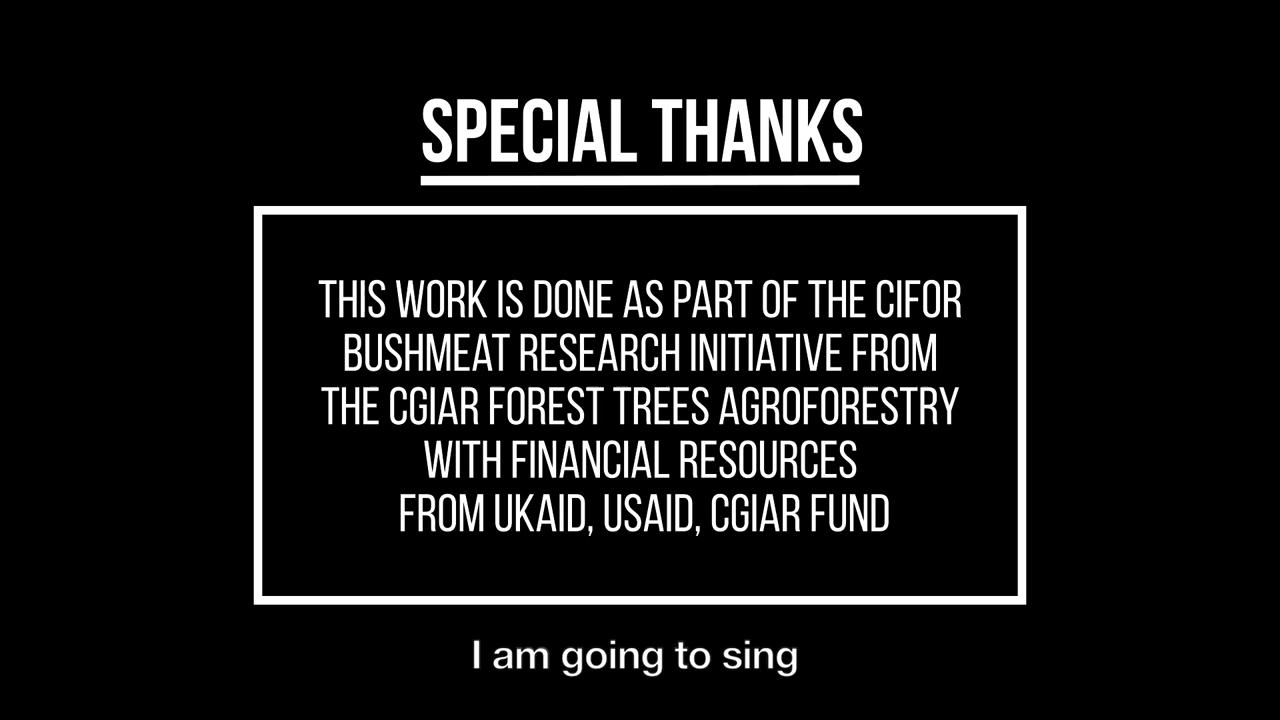 SPECIAL THANKS
THIS WORK IS DONE AS PART OF THE CIFOR
BUSHMEAT RESEARCH INITIATIVE FROM
THE CGIAR FOREST TREES AGROFORESTRY
WITH FINANCIAL RESOURCES
FROM UKAID, USAID, CGIAR FUND
I am going to sing